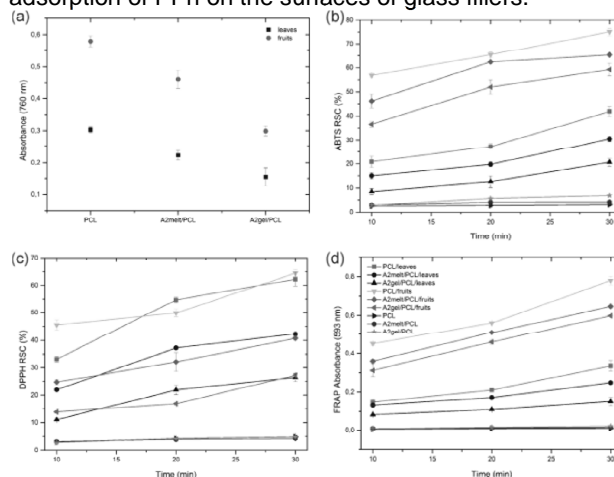 adsorption of PPh on the surfaces of glass fillers.
(a)
leaves
fruits
0,6
0,5
0,4
0,3
0,2
0,1
Absorbance (760 nm)
PCL
A2melt/PCL
A2gel/PCL
(b)
80
70
60
50
40
30
20
10
0
ABTS RSC (%)
10
20
30
Time (min)
(c)
70
60
50
40
30
20
10
0
DPPH RSC (%)
10
15
20
25
30
Time (min)
(d)
PCL/leaves
A2melt/PCL/leaves
A2gel/PCL/leaves
PCL/fruits
A2melt/PCL/fruits
A2gel/PCL/fruits
PCL
A2melt/PCL
A2gel/PCL
0,8
0,6
0,4
0,2
0,0
FRAP Absorbance (593 nm)
10
15
20
25
30
Time (min)